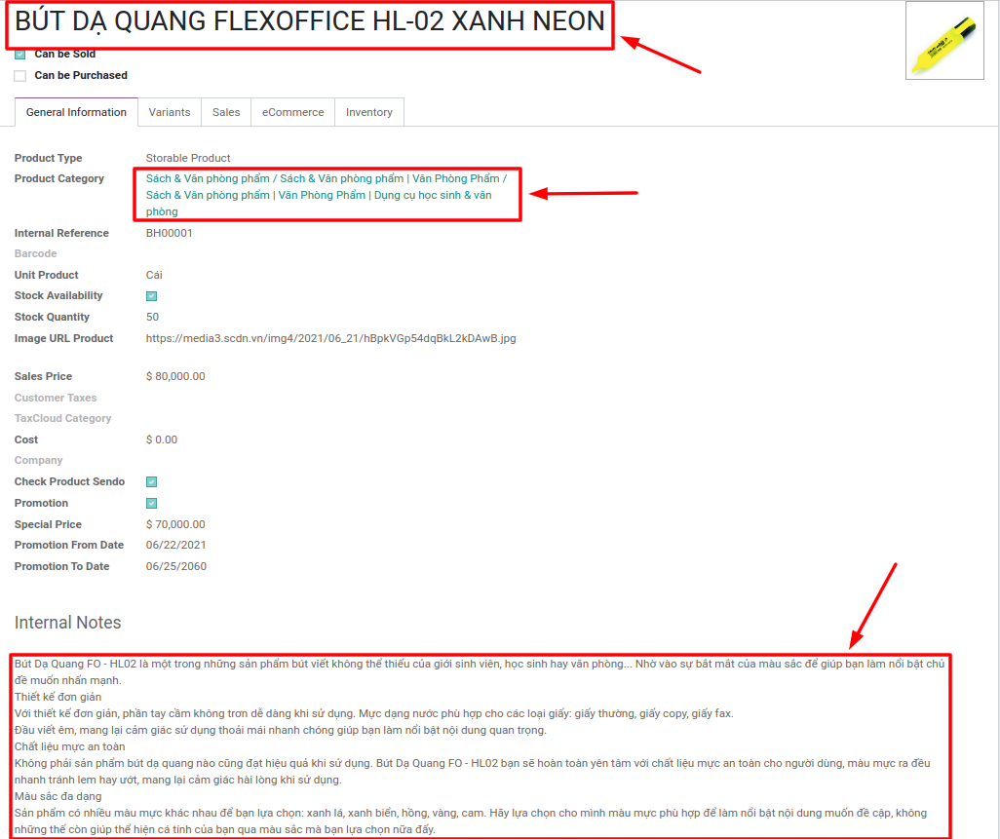 BÚT DẠ QUANG FLEXOFFICE HL-02 XANH NEON
Can be Sold
Can be Purchased
General Information
Variants
Sales
eCommerce
Inventory
Product Type Storable Product
Product Category Sách & Văn phòng phẩm / Sách & Văn phòng phẩm | Văn Phòng Phẩm /
Sách & Văn phòng phẩm | Văn Phòng Phẩm | Dụng cụ học sinh & văn
phòng
Internal Reference BH00001
Barcode
Unit Product Cái
Stock Availability
Stock Quantity 50
Image URL Product https://media3.scdn.vn/img4/2021/06_21/hBpkVGp54dqBkL2kDAwB.jpg
Sales Price $ 80,000.00
Customer Taxes
TaxCloud Category
Cost $ 0.00
Company
Check Product Sendo
Promotion
Special Price $ 70,000.00
Promotion From Date 06/22/2021
Promotion To Date 06/25/2060
Internal Notes
Bút Dạ Quang FO - HL02 là một trong những sản phẩm bút viết không thể thiếu của giới sinh viên, học sinh hay văn phòng... Nhờ vào sự bắt mắt của màu sắc để giúp bạn làm nổi bật chủ
đề muốn nhấn mạnh.
Thiết kế đơn giản
Với thiết kế đơn giản, phần tay cầm không trơn dễ dàng khi sử dụng. Mực dạng nước phù hợp cho các loại giấy: giấy thường, giấy copy, giấy fax.
Đầu viết êm, mang lại cảm giác sử dụng thoải mái nhanh chóng giúp bạn làm nổi bật nội dung quan trọng.
Chất liệu mực an toàn
Không phải sản phẩm bút dạ quang nào cũng đạt hiệu quả khi sử dụng. Bút Dạ Quang FO - HL02 bạn sẽ hoàn toàn yên tâm với chất liệu mực an toàn cho người dùng, màu mực ra đều
nhanh tránh lem hay ướt, mang lại cảm giác hài lòng khi sử dụng.
Màu sắc đa dạng
Sản phẩm có nhiều màu mực khác nhau để bạn lựa chọn: xanh lá, xanh biển, hồng, vàng, cam. Hãy lựa chọn cho mình màu mực phù hợp để làm nổi bật nội dung muốn đề cập, không
những thế còn giúp thể hiện cá tính của bạn qua màu sắc mà bạn lựa chọn nữa đấy.